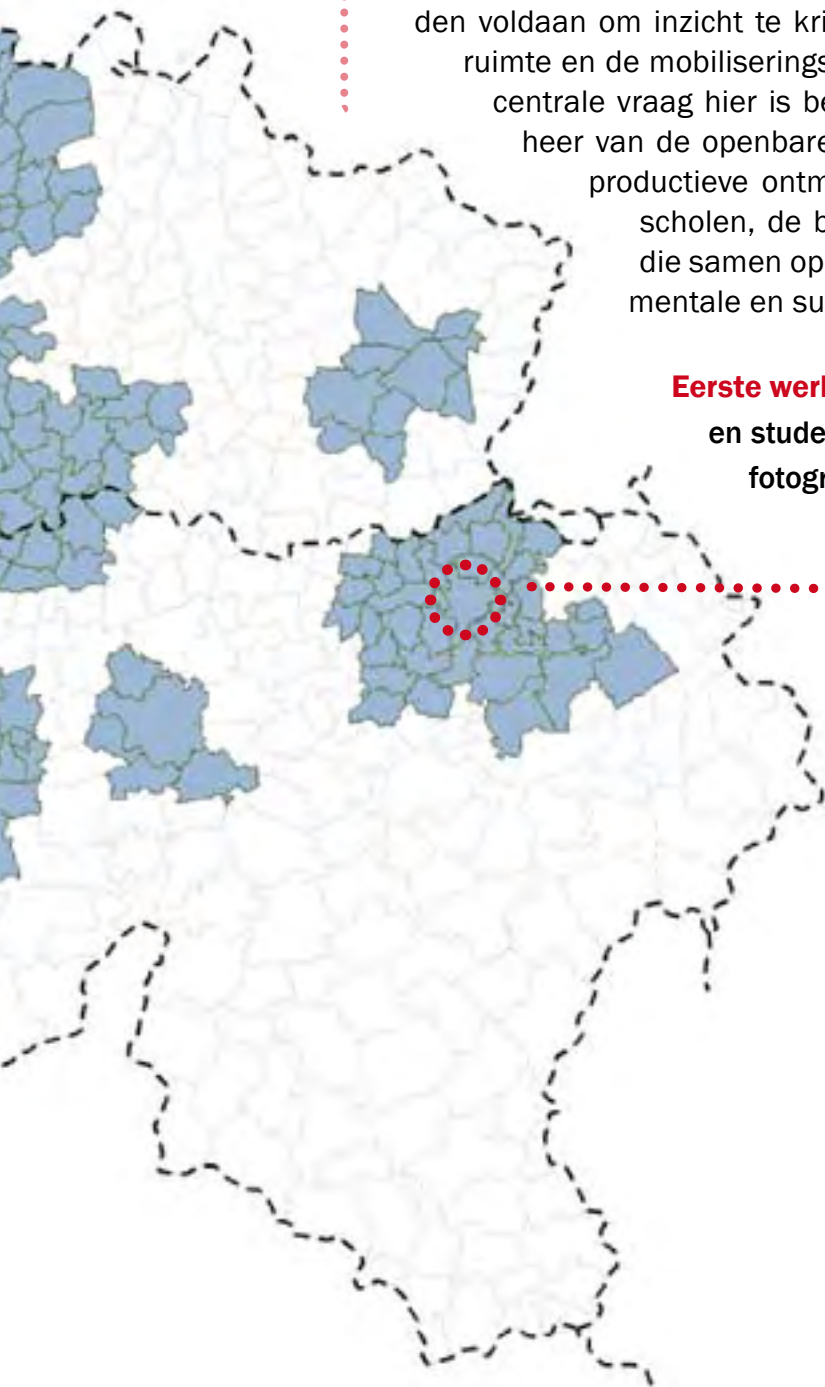 den voldaan om inzicht te kri
ruimte en de mobiliserings
centrale vraag hier is be
heer van de openbare
productieve ontm
scholen, de b
die samen op
mentale en su
Eerste werk
en stude
fotogr